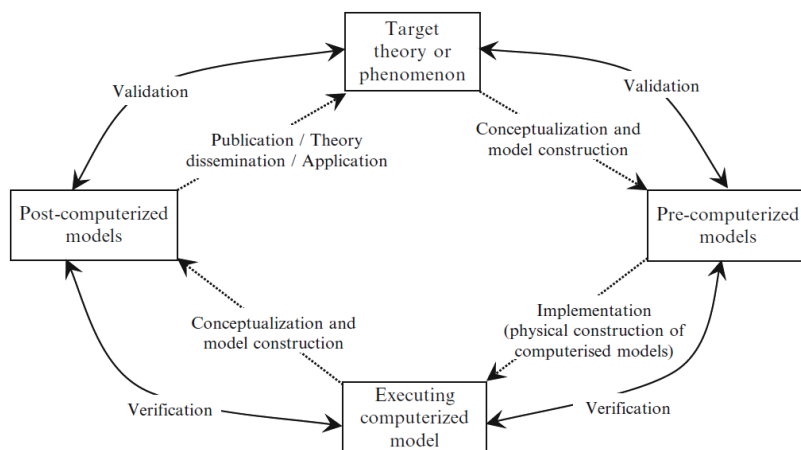 Target
theory or
phenomenon
Validation
Validation
Publication / Theory
dissemination / Application
Conceptualization and
model construction
Post-computerized
models
Pre-computerized
models
Conceptualization and
model construction
Implementation
(physical construction of
computerised models)
Executing
computerized
model
Verification
Verification